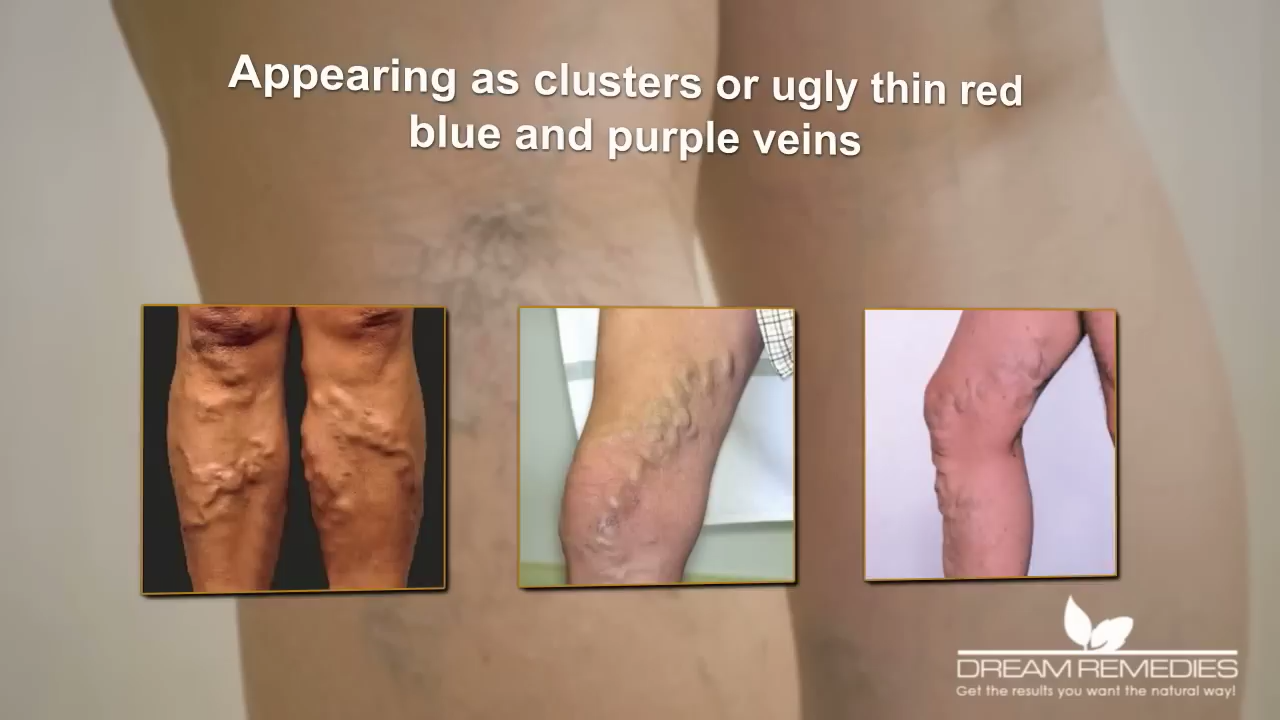 Appearing as clusters or ugly thin red
blue and purple veins
DREAM REMEDIES
Get the results you want the natural way!